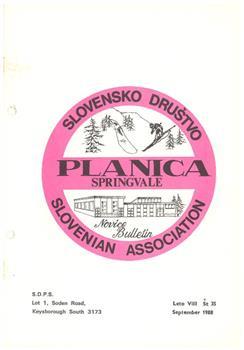 SLOVENSKO DRUŠTVO
PLANICA
SPRINGVALE
Novice
Bulletin
SLOVENIAN ASSOCIATION
S.D.P.S.
Lot 1, Soden Road,
Keysborough South 3173
Leto VIII Št 35
September 1988